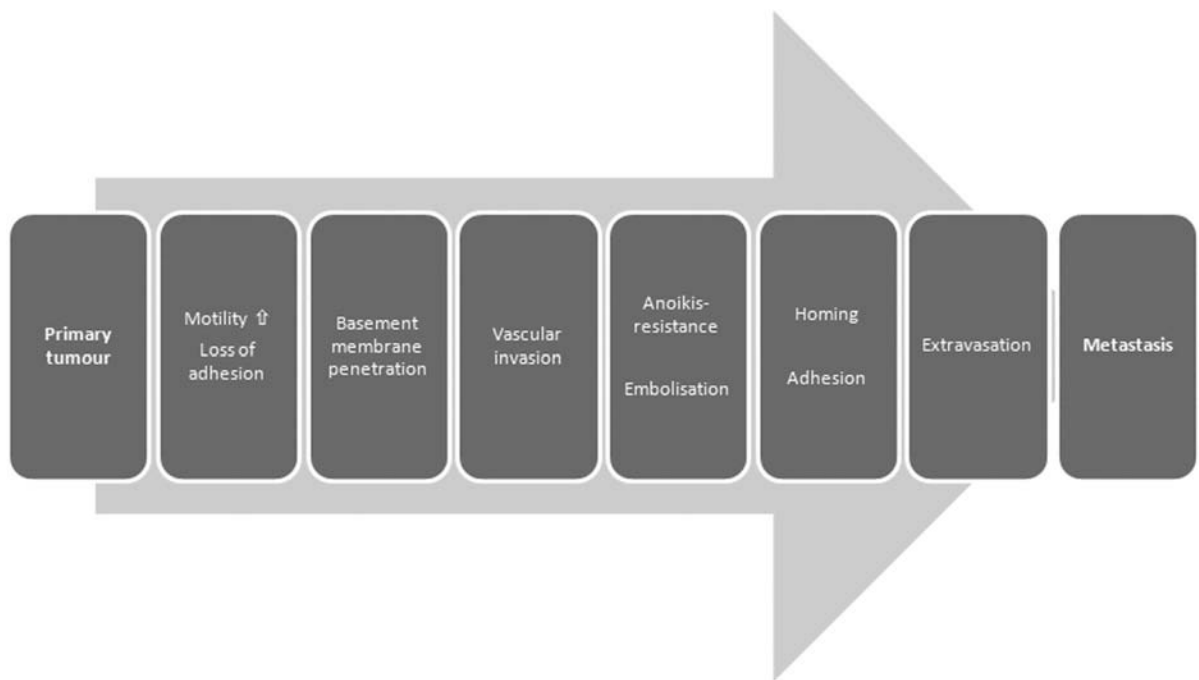 Primary
tumour
Motility ⇧
Loss of
adhesion
Basement
membrane
penetration
Vascular
invasion
Anoikis-
resistance
Embolisation
Homing
Adhesion
Extravasation
Metastasis